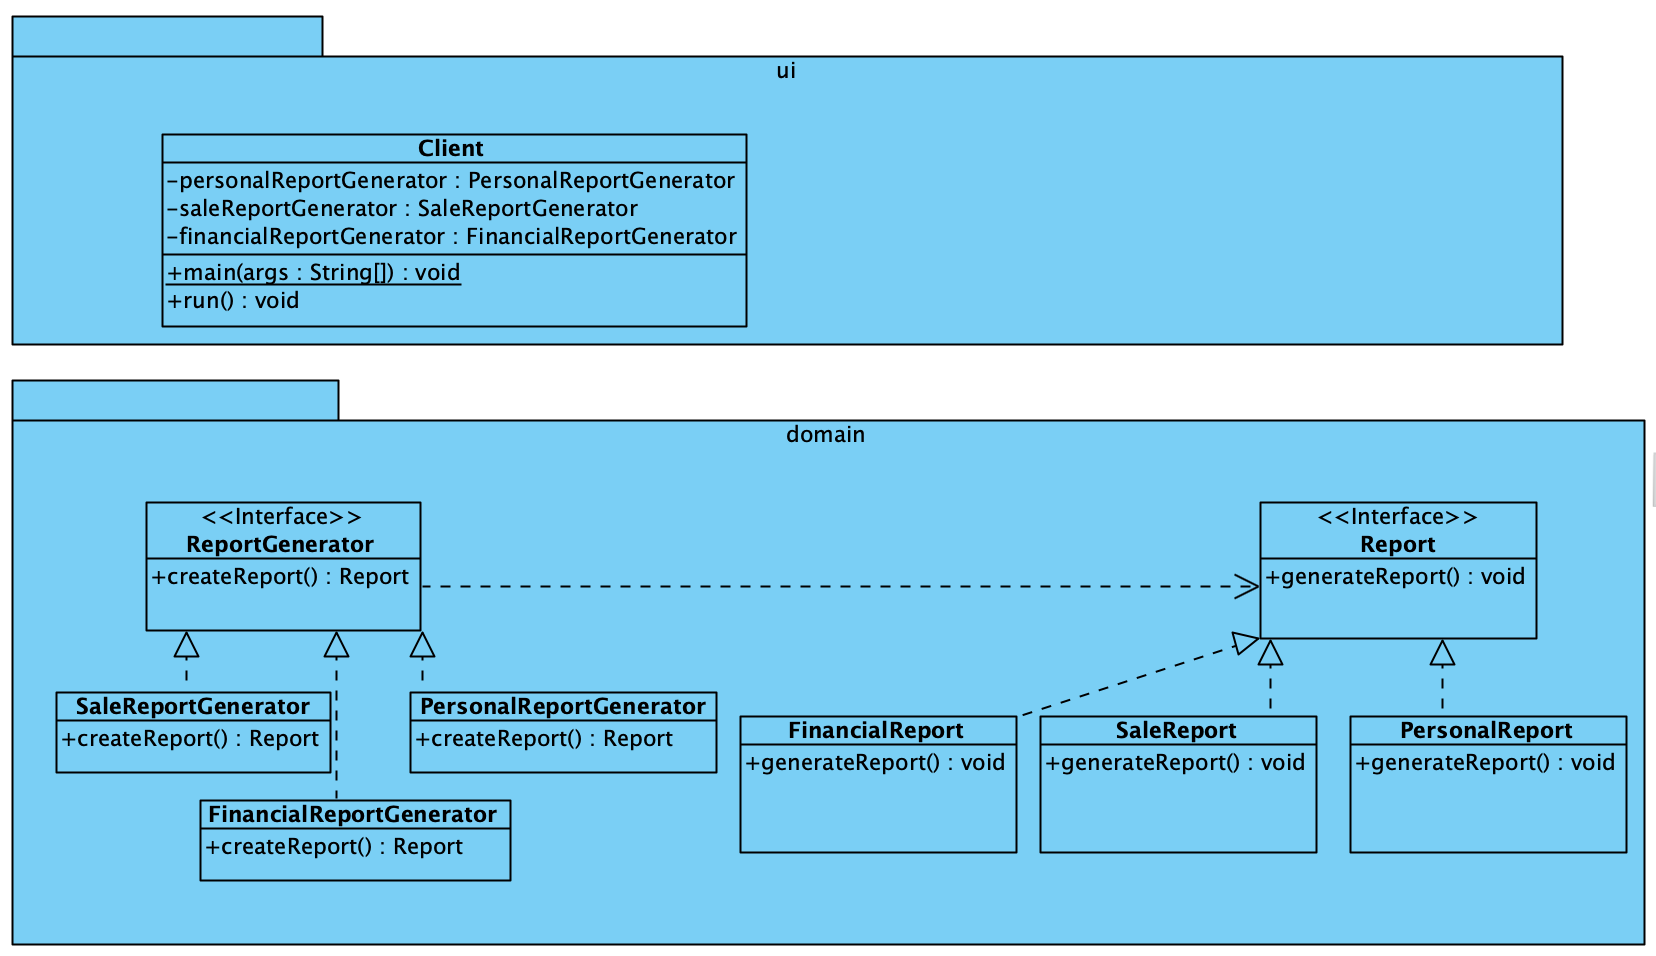 ui
Client
-personalReportGenerator : PersonalReportGenerator
-saleReportGenerator : SaleReportGenerator
-financialReportGenerator : FinancialReportGenerator
+main(args : String[]) : void
+run() : void
domain
<<Interface>>
ReportGenerator
+createReport() : Report
<<Interface>>
Report
+generateReport() : void
SaleReportGenerator
+createReport() : Report
PersonalReportGenerator
+createReport() : Report
FinancialReportGenerator
+createReport() : Report
FinancialReport
+generateReport() : void
SaleReport
+generateReport() : void
PersonalReport
+generateReport() : void